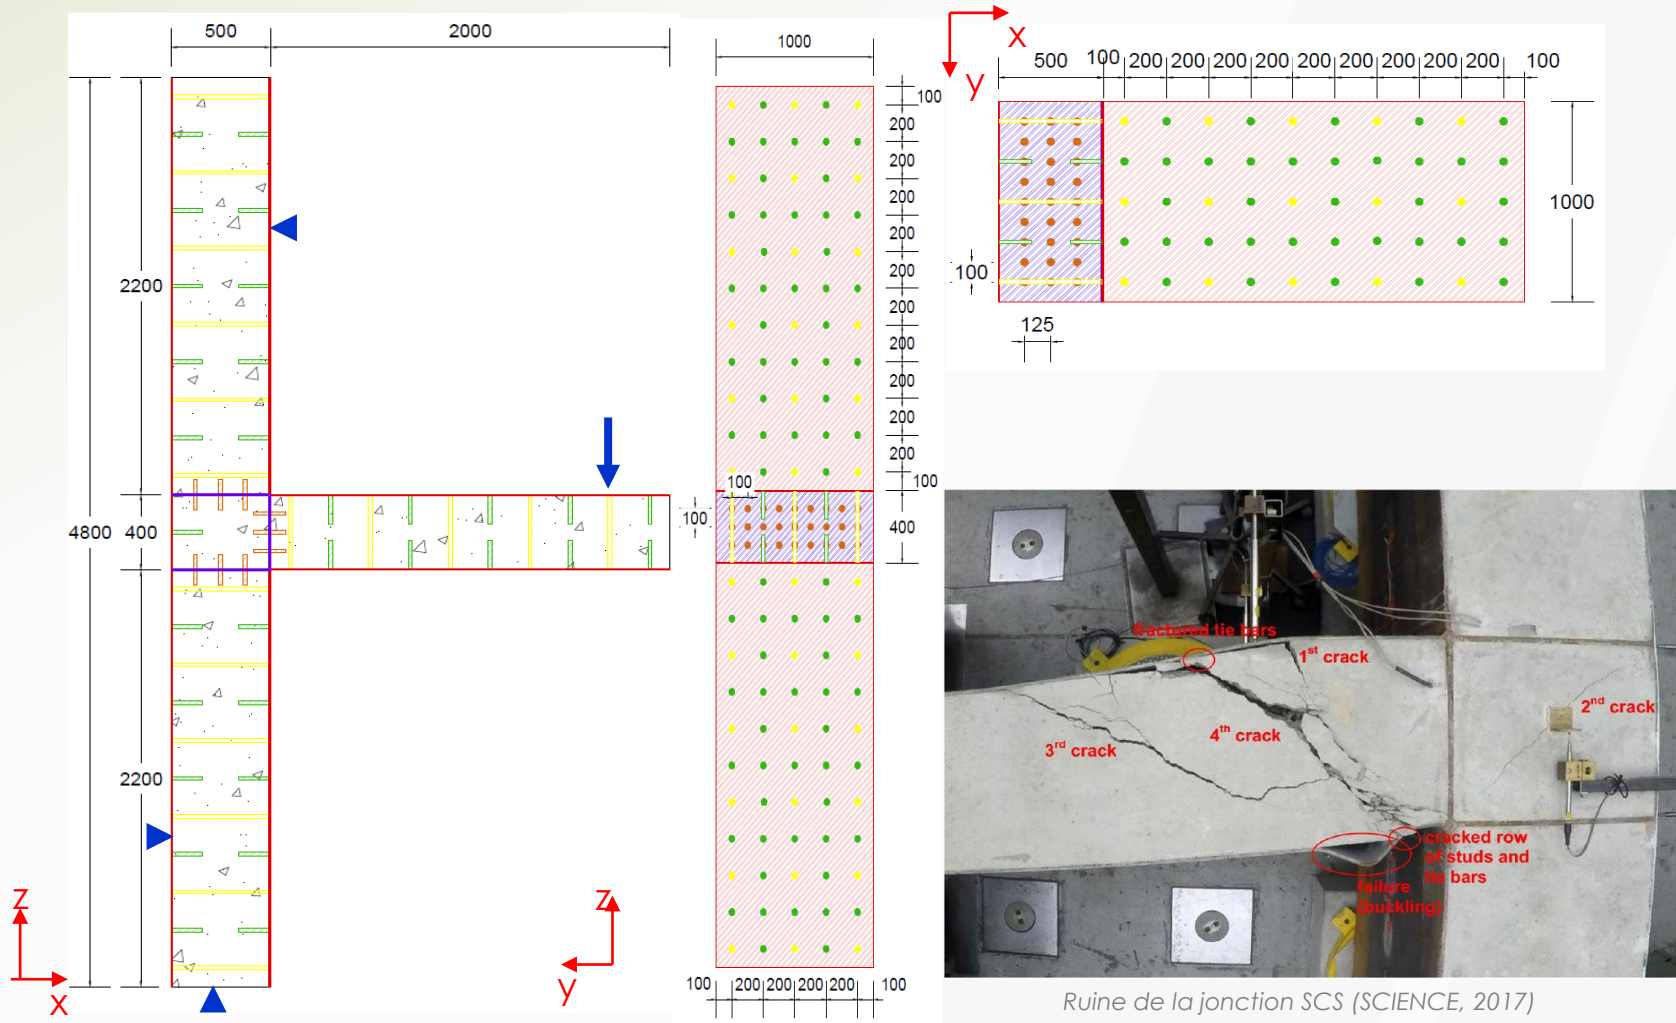 500
2000
4800
2200
400
2200
Z
X
1000
100
200
200
200
200
200
200
200
200
200
200
100
400
100
100
100
200
200
200
200
100
Z
y
X
y
500
100
200
200
200
200
200
200
200
200
200
100
1000
100
125
fractured tie bars
1st crack
2nd crack
3rd crack
4th crack
cracked row
of studs and
tie bars
failure
(buckling)
Ruine de la jonction SCS (SCIENCE, 2017)